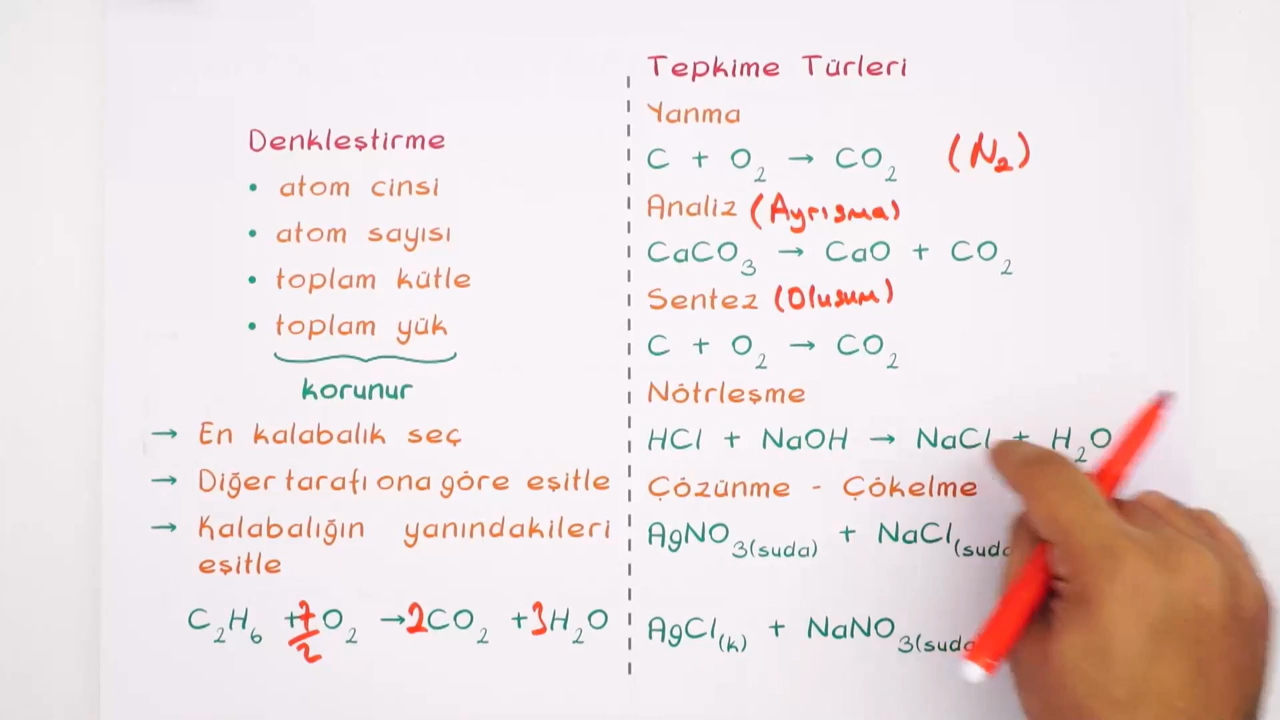 Denkleştirme
• atom cinsi
• atom sayısı
• toplam kütle
• toplam yük
korunur
→ En kalabalık seç
→ Diğer tarafı ona göre eşitle
→ Kalabalığın yanındakileri
eşitle
C₂H₆ + 7/2 O₂ → 2CO₂ + 3H₂O
Tepkime Türleri
Yanma
C + O₂ → CO₂ (N₂)
Analiz (Ayrışma)
CaCO₃ → CaO + CO₂
Sentez (Oluşum)
C + O₂ → CO₂
Nötrleşme
HCl + NaOH → NaCl + H₂O
Çözünme - Çökelme
AgNO₃(suda) + NaCl(suda
AgCl(k) + NaNO₃(suda